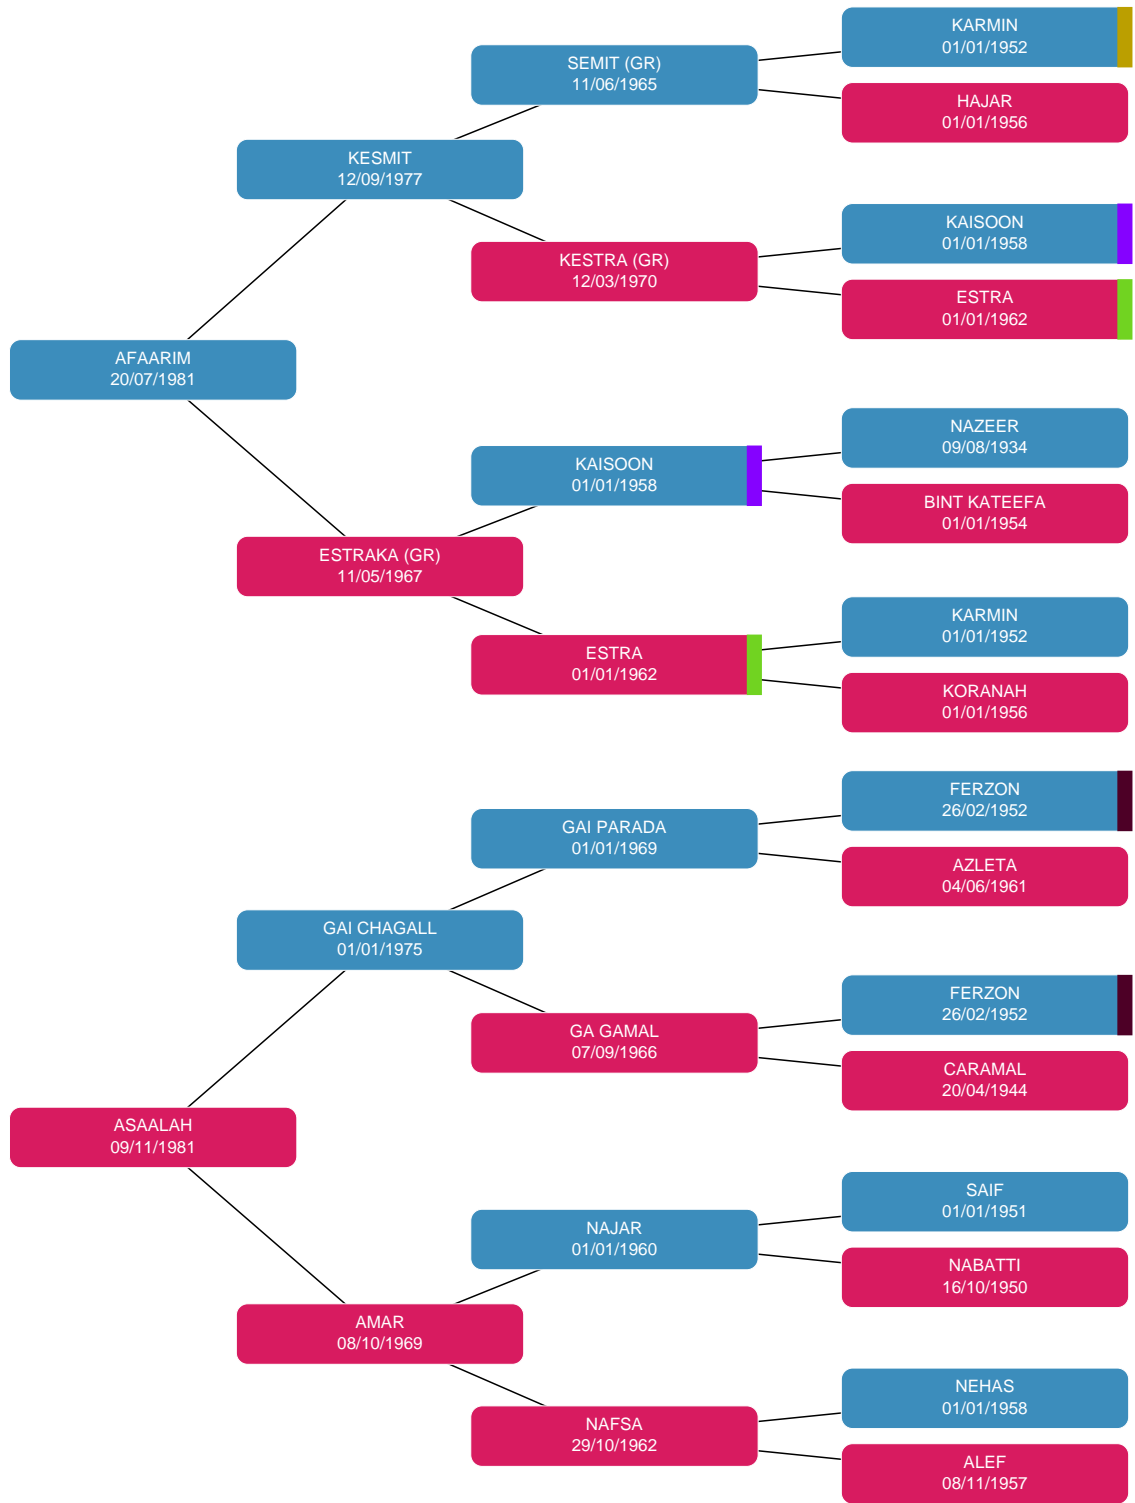 KARMIN
01/01/1952
SEMIT (GR)
11/06/1965
HAJAR
01/01/1956
KESMIT
12/09/1977
KAISOON
01/01/1958
KESTRA (GR)
12/03/1970
ESTRA
01/01/1962
AFAARIM
20/07/1981
NAZEER
09/08/1934
KAISOON
01/01/1958
BINT KATEEFA
01/01/1954
ESTRAKA (GR)
11/05/1967
KARMIN
01/01/1952
ESTRA
01/01/1962
KORANAH
01/01/1956
FERZON
26/02/1952
GAI PARADA
01/01/1969
AZLETA
04/06/1961
GAI CHAGALL
01/01/1975
FERZON
26/02/1952
GA GAMAL
07/09/1966
CARAMAL
20/04/1944
ASAALAH
09/11/1981
SAIF
01/01/1951
NAJAR
01/01/1960
NABATTI
16/10/1950
AMAR
08/10/1969
NEHAS
01/01/1958
NAFSA
29/10/1962
ALEF
08/11/1957